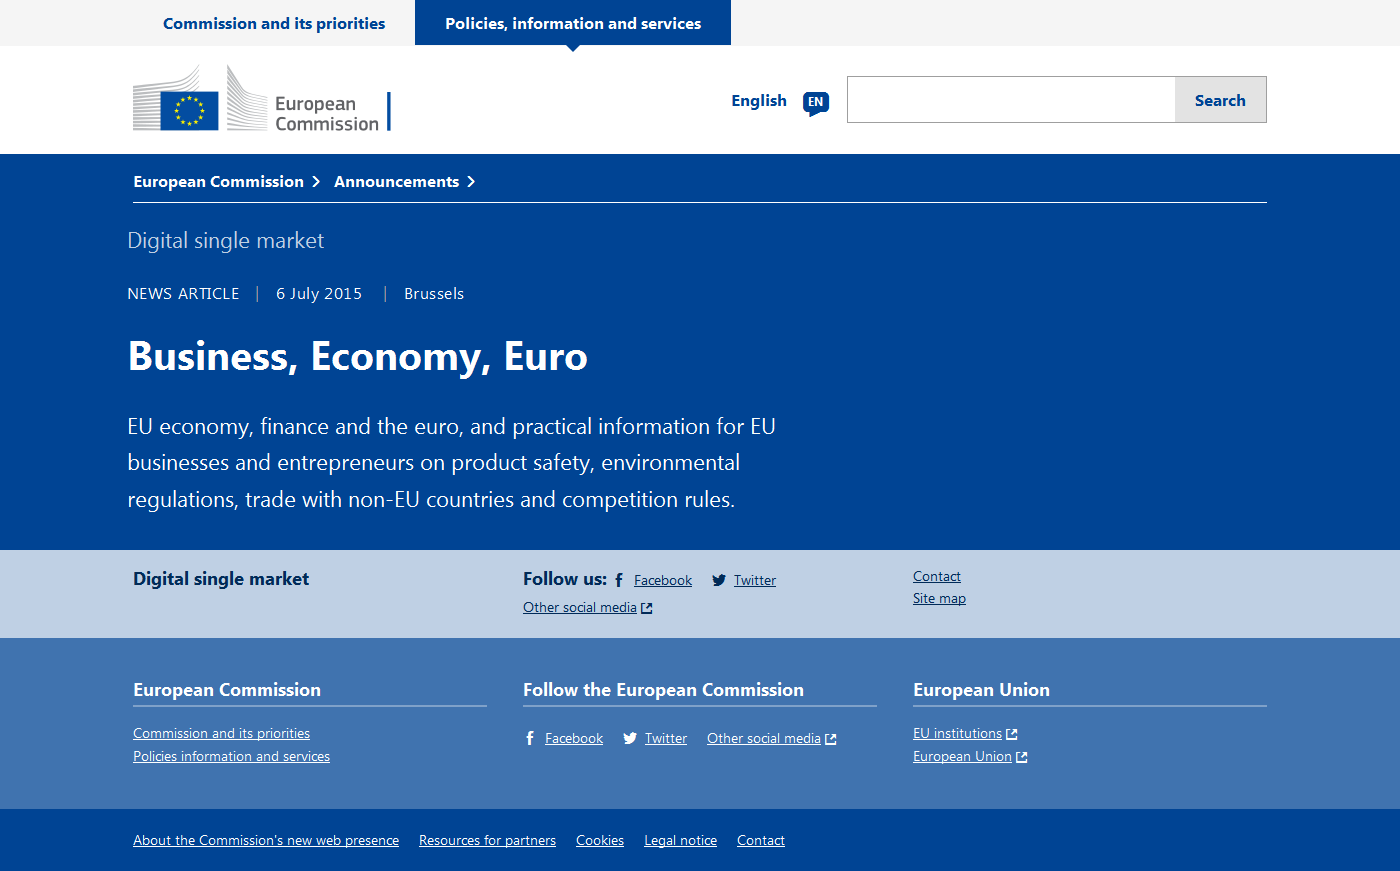 Commission and its priorities
Policies, information and services
European
Commission
English
EN
Search
European Commission
Announcements
Digital single market
NEWS ARTICLE | 6 July 2015 | Brussels
Business, Economy, Euro
EU economy, finance and the euro, and practical information for EU
businesses and entrepreneurs on product safety, environmental
regulations, trade with non-EU countries and competition rules.
Digital single market
Follow us: Facebook Twitter
Other social media
Contact
Site map
European Commission
Commission and its priorities
Policies information and services
Follow the European Commission
Facebook Twitter Other social media
European Union
EU institutions
European Union
About the Commission's new web presence Resources for partners Cookies Legal notice Contact